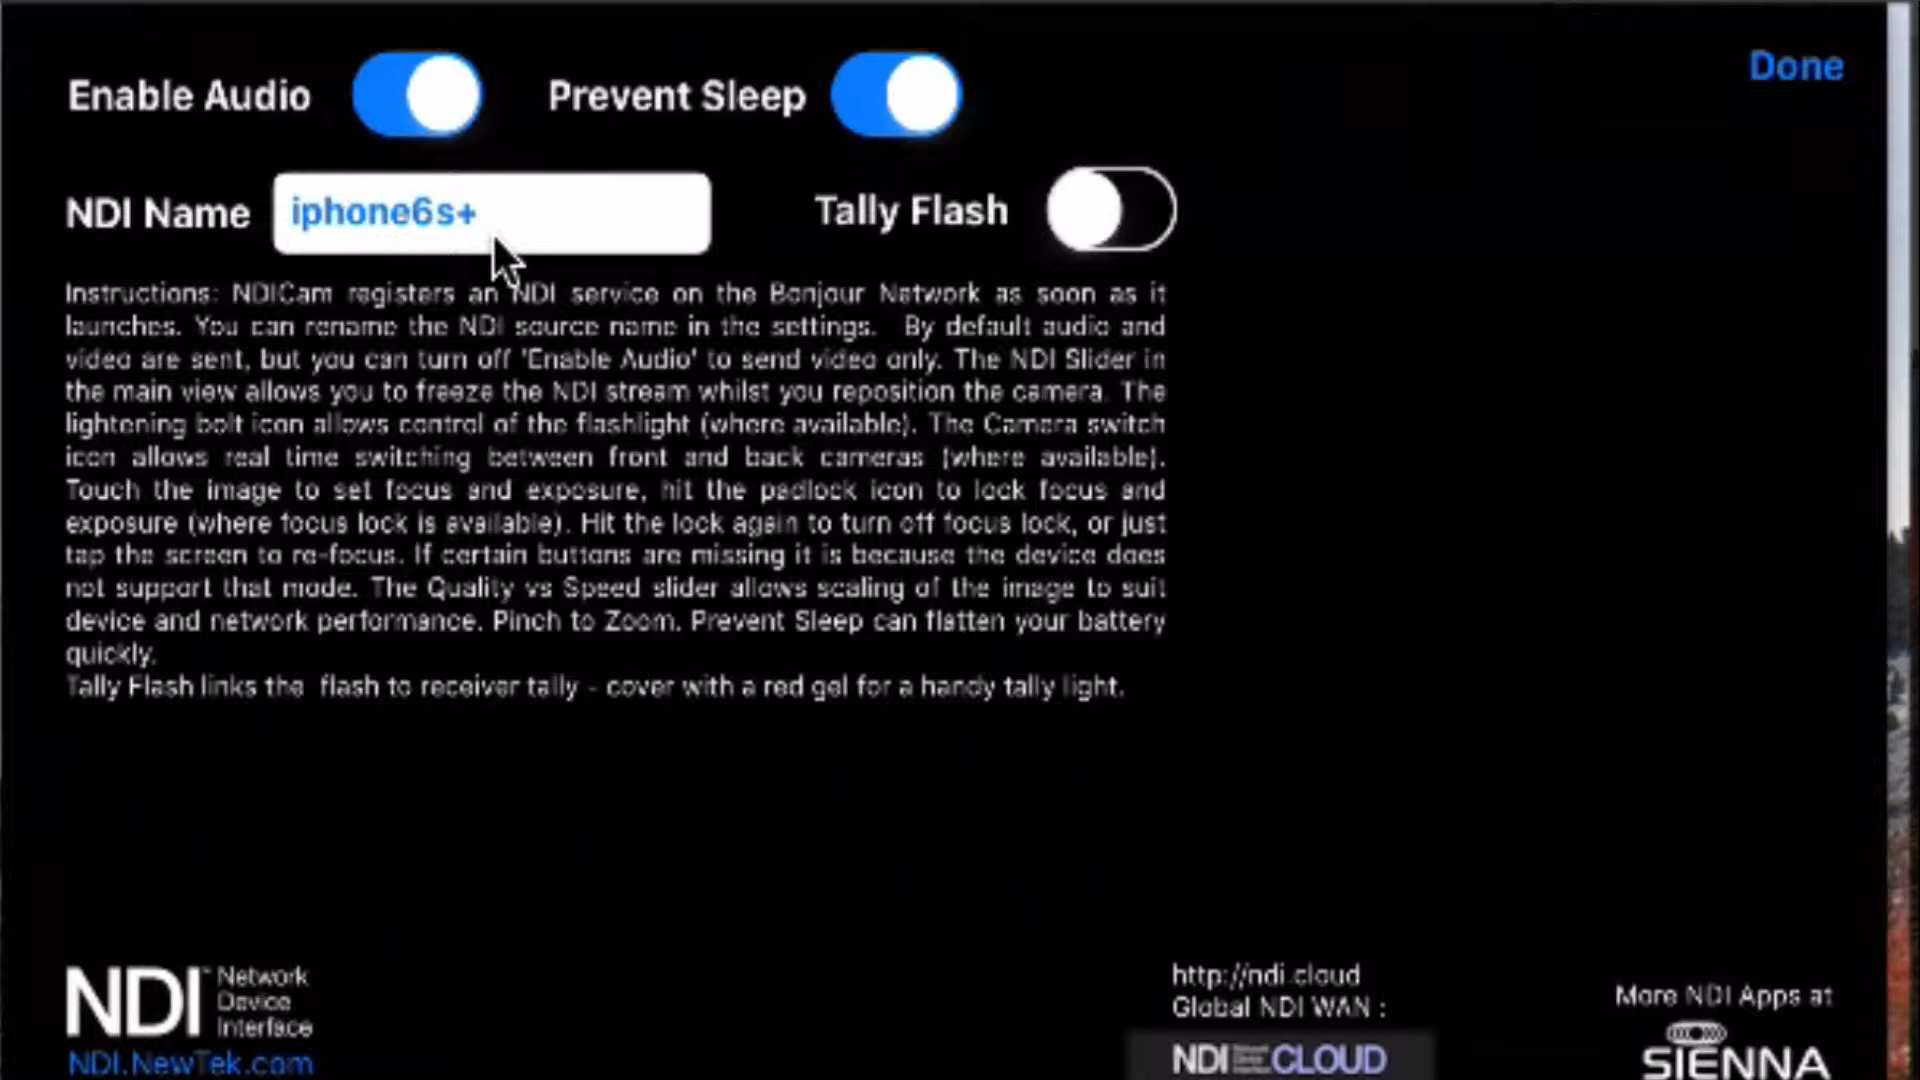 Enable Audio
Prevent Sleep
Done
NDI Name
iphone6s+
Tally Flash
Instructions: NDICam registers an NDI service on the Bonjour Network as soon as it
launches. You can rename the NDI source name in the settings. By default audio and
video are sent, but you can turn off 'Enable Audio' to send video only. The NDI Slider in
the main view allows you to freeze the NDI stream whilst you reposition the camera. The
lightening bolt icon allows control of the flashlight (where available). The Camera switch
icon allows real time switching between front and back cameras (where available).
Touch the image to set focus and exposure, hit the padlock icon to lock focus and
exposure (where focus lock is available). Hit the lock again to turn off focus lock, or just
tap the screen to re-focus. If certain buttons are missing it is because the device does
not support that mode. The Quality vs Speed slider allows scaling of the image to suit
device and network performance. Pinch to Zoom. Prevent Sleep can flatten your battery
quickly.
Tally Flash links the flash to receiver tally - cover with a red gel for a handy tally light.
NDI™ Network
Device
Interface
NDI.NewTek.com
http://ndi.cloud
Global NDI WAN :
NDI CLOUD
More NDI Apps at
SIENNA